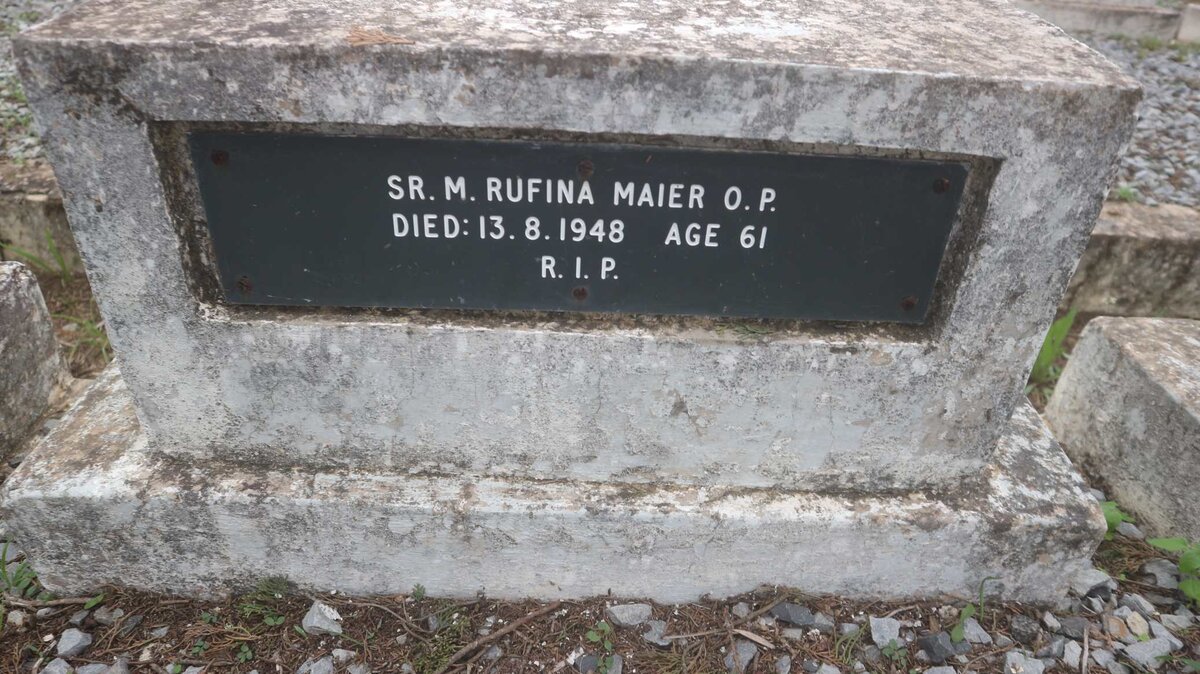 SR. M. RUFINA MAIER O. P.
DIED: 13. 8. 1948 AGE 61
R. I. P.